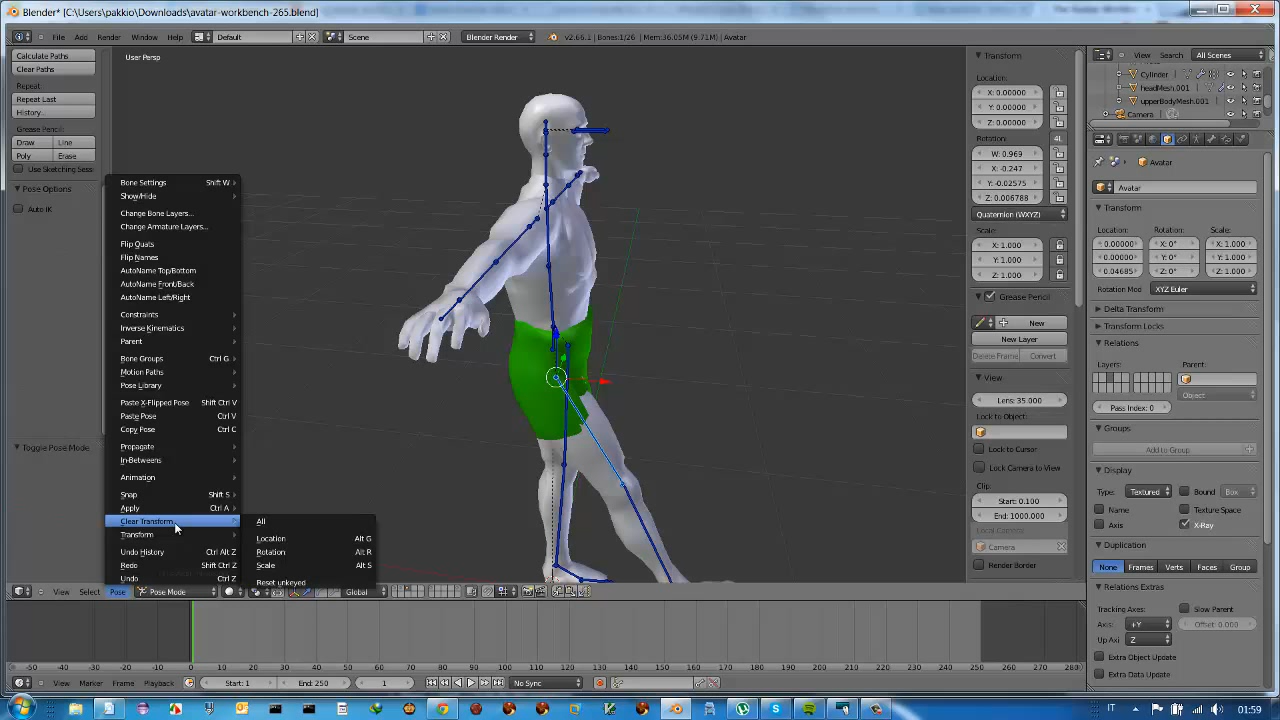 Blender* [C:\Users\pakkio\Downloads\avatar-workbench-265.blend]
File Add Render Window Help Default Scene Blender Render v2.66.1 | Bones:1/26 | Mem:36.05M (9.71M) | Avatar
View Search All Scenes
Calculate Paths
Clear Paths
Repeat
Repeat Last
History...
Grease Pencil:
Draw Line
Poly Erase
Use Sketching Sess
Pose Options
Auto IK
Toggle Pose Mode
User Persp
Bone Settings Shift W
Show/Hide
Change Bone Layers...
Change Armature Layers...
Flip Quats
Flip Names
AutoName Top/Bottom
AutoName Front/Back
AutoName Left/Right
Constraints
Inverse Kinematics
Parent
Bone Groups Ctrl G
Motion Paths
Pose Library
Paste X-Flipped Pose Shift Ctrl V
Paste Pose Ctrl V
Copy Pose Ctrl C
Propagate
In-Betweens
Animation
Snap Shift S
Apply Ctrl A
Clear Transform
Transform
Undo History Ctrl Alt Z
Redo Shift Ctrl Z
Undo Ctrl Z
All
Location Alt G
Rotation Alt R
Scale Alt S
Reset unkeyed
View Select Pose Pose Mode Global
Transform
Location:
X: 0.00000
Y: 0.00000
Z: 0.00000
Rotation: 4L
W: 0.969
X: -0.247
Y: -0.02575
Z: 0.006788
Quaternion (WXYZ)
Scale:
X: 1.000
Y: 1.000
Z: 1.000
Grease Pencil
New
New Layer
Delete Frame Convert
View
Lens: 35.000
Lock to Object:
Lock to Cursor
Lock Camera to View
Clip:
Start: 0.100
End: 1000.000
Local Camera:
Camera
Render Border
Cylinder
headMesh.001
upperBodyMesh.001
Camera
Avatar
Avatar
Transform
Location: Rotation: Scale:
0.00000 X: 0° X: 1.000
0.00000 Y: 0° Y: 1.000
0.04685 Z: 0° Z: 1.000
Rotation Mod XYZ Euler
Delta Transform
Transform Locks
Relations
Layers: Parent:
Object
Pass Index: 0
Groups
Add to Group
Display
Type: Textured Bound Box
Name Texture Space
Axis X-Ray
Duplication
None Frames Verts Faces Group
Relations Extras
Tracking Axes: Slow Parent
Axis: +Y Offset: 0.000
Up Axi Z
Extra Object Update
Extra Data Update
-50 -40 -30 -20 -10 0 10 20 30 40 50 60 70 80 90 100 110 120 130 140 150 160 170 180 190 200 210 220 230 240 250 260 270 280
View Marker Frame Playback Start: 1 End: 250 1 No Sync
IT 01:59